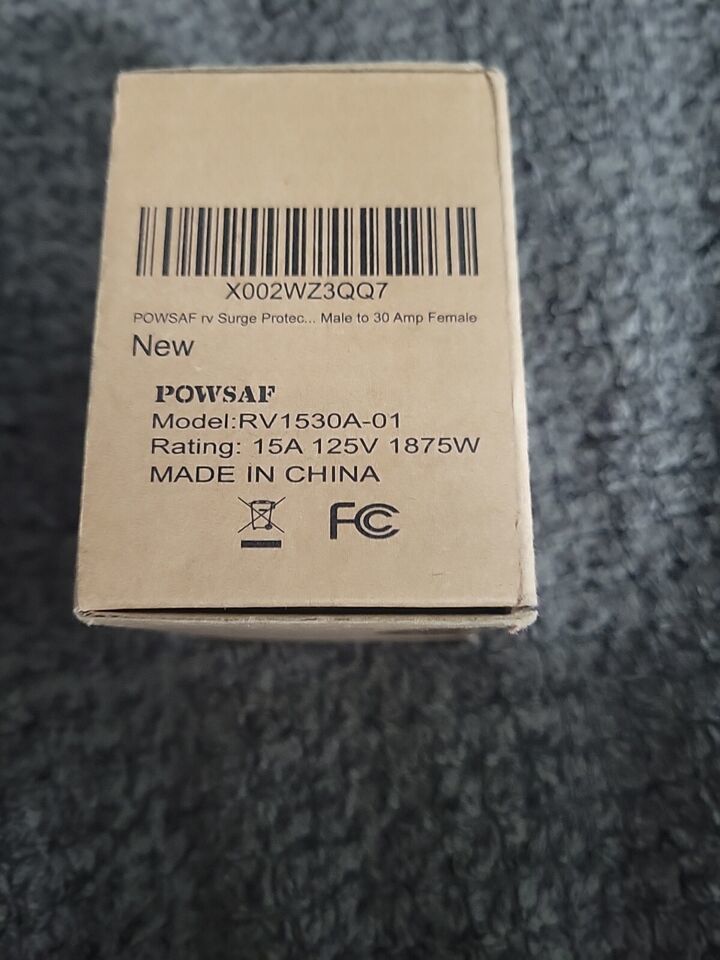 X002WZ3QQ7
POWSAF rv Surge Protec... Male to 30 Amp Female
New
POWSAF
Model:RV1530A-01
Rating: 15A 125V 1875W
MADE IN CHINA
FC